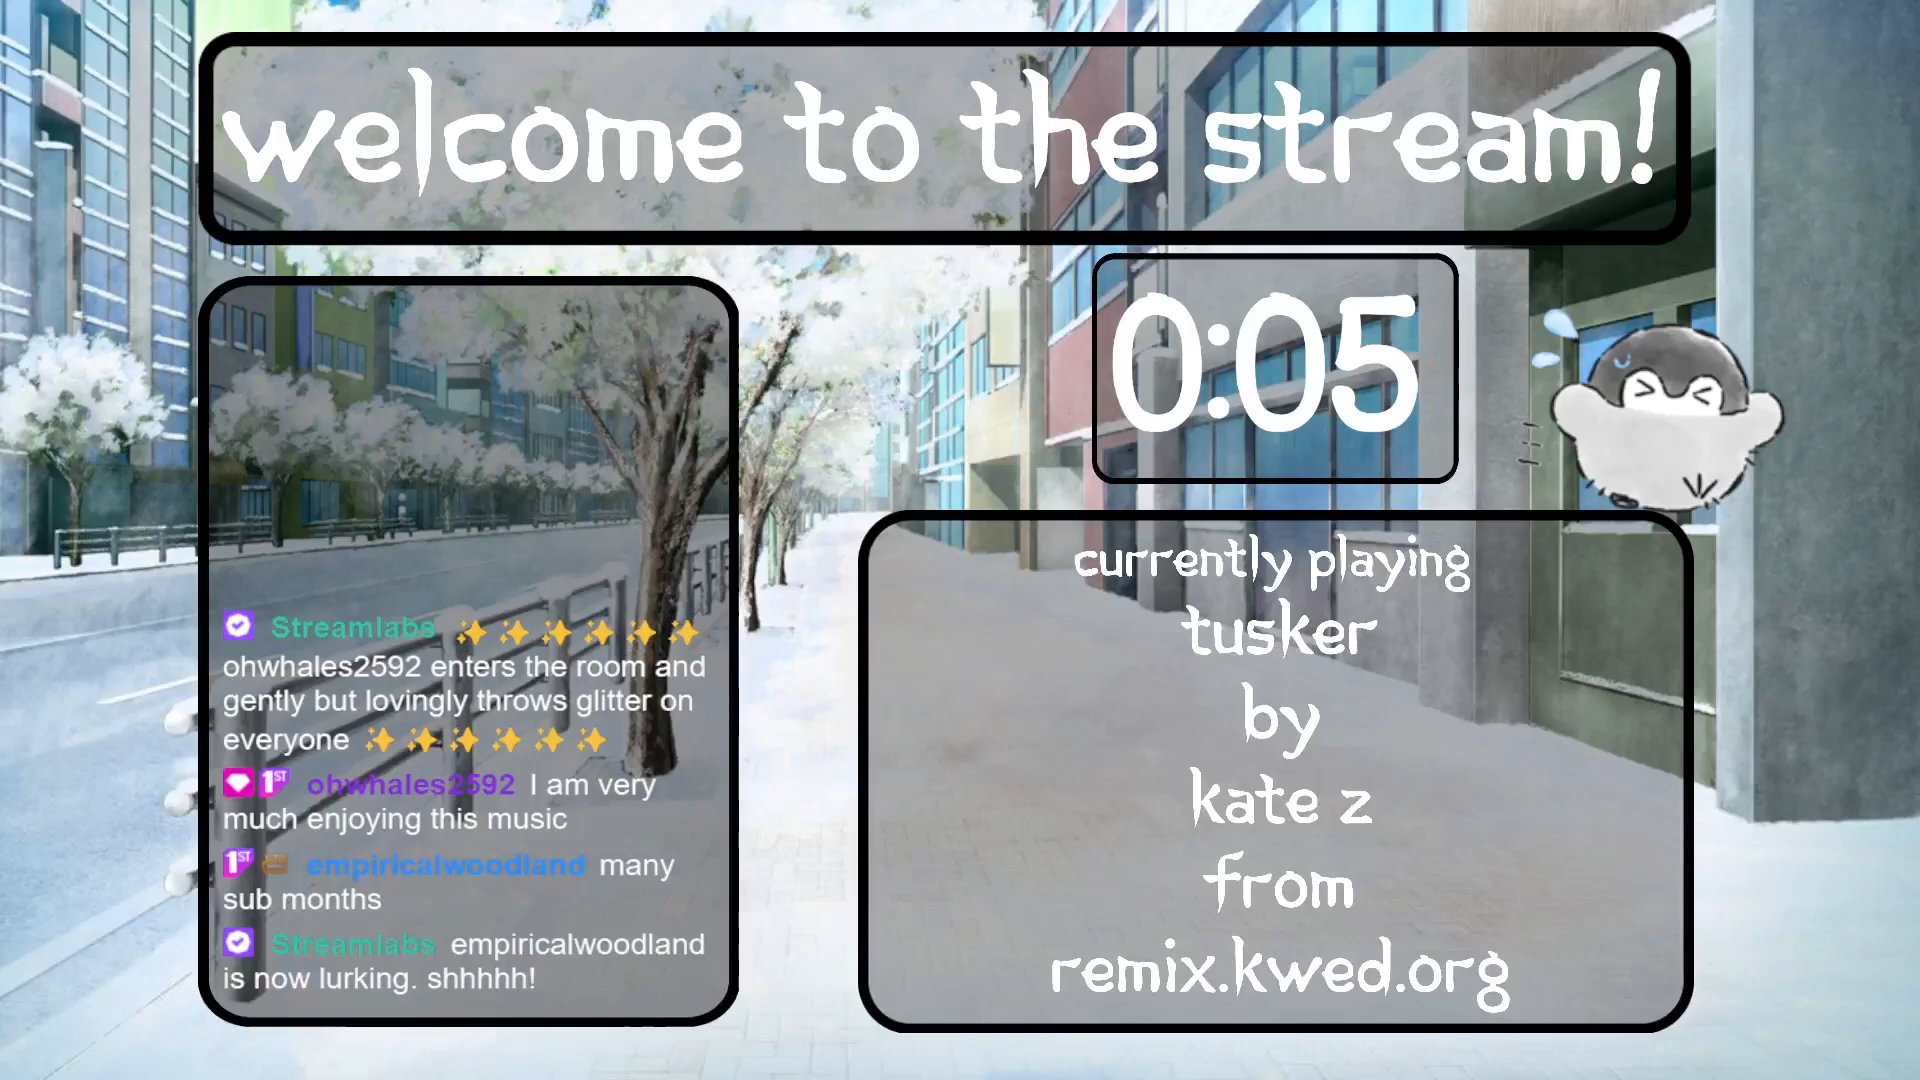 welcome to the stream!
0:05
Streamlabs ✨ ✨ ✨ ✨ ✨ ✨
ohwhales2592 enters the room and
gently but lovingly throws glitter on
everyone ✨ ✨ ✨ ✨ ✨ ✨
1ST ohwhales2592 I am very
much enjoying this music
1ST empiricalwoodland many
sub months
Streamlabs empiricalwoodland
is now lurking. shhhhh!
currently playing
tusker
by
kate z
from
remix.kwed.org